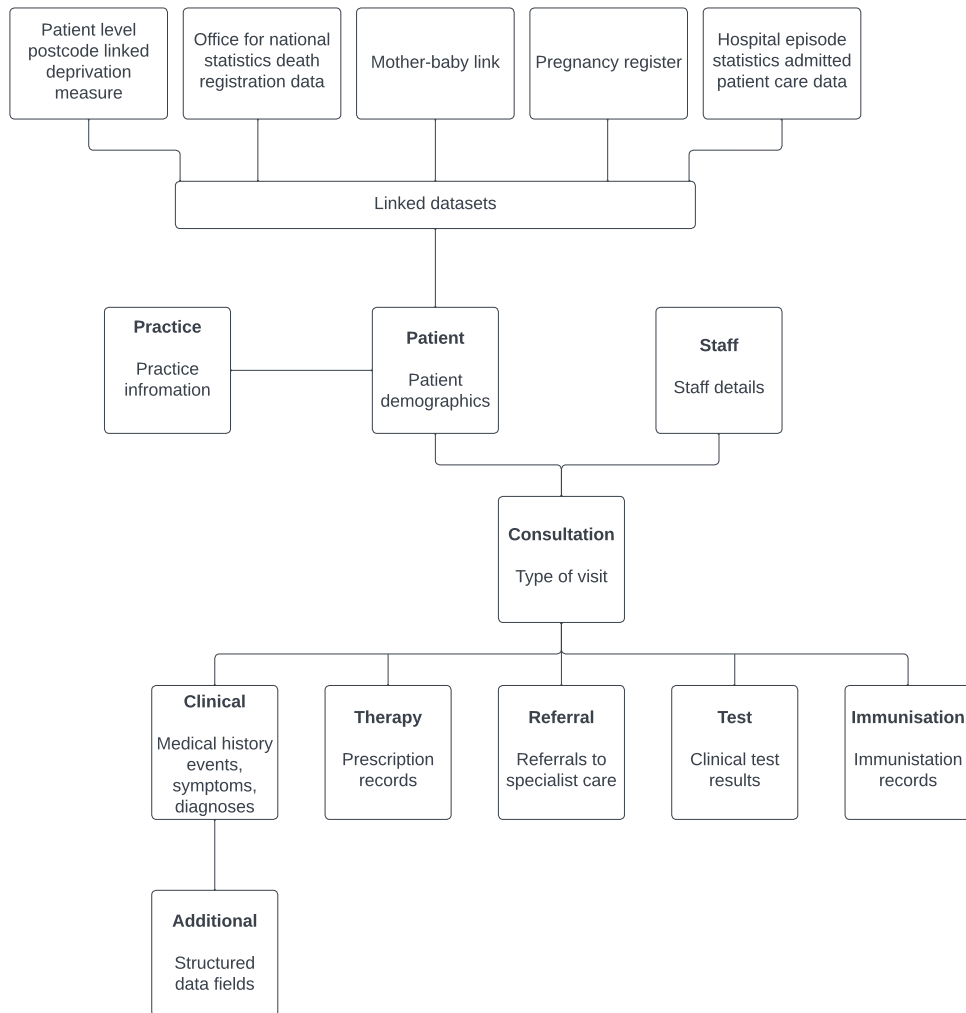 Patient level
postcode linked
deprivation
measure
Office for national
statistics death
registration data
Mother-baby link
Pregnancy register
Hospital episode
statistics admitted
patient care data
Linked datasets
Practice
Practice
infromation
Patient
Patient
demographics
Staff
Staff details
Consultation
Type of visit
Clinical
Medical history
events,
symptoms,
diagnoses
Therapy
Prescription
records
Referral
Referrals to
specialist care
Test
Clinical test
results
Immunisation
Immunistation
records
Additional
Structured
data fields